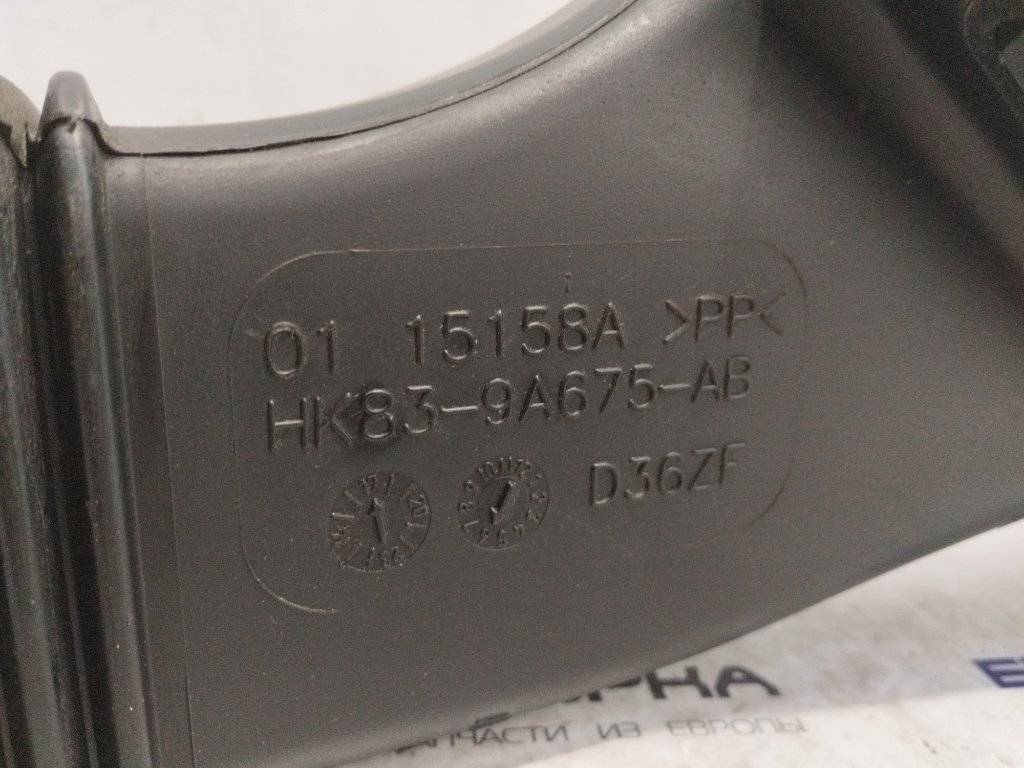 01 15158A >PP<
HK83-9A675-AB
D36ZF
ЗАПЧАСТИ ИЗ ЕВРОПЫ